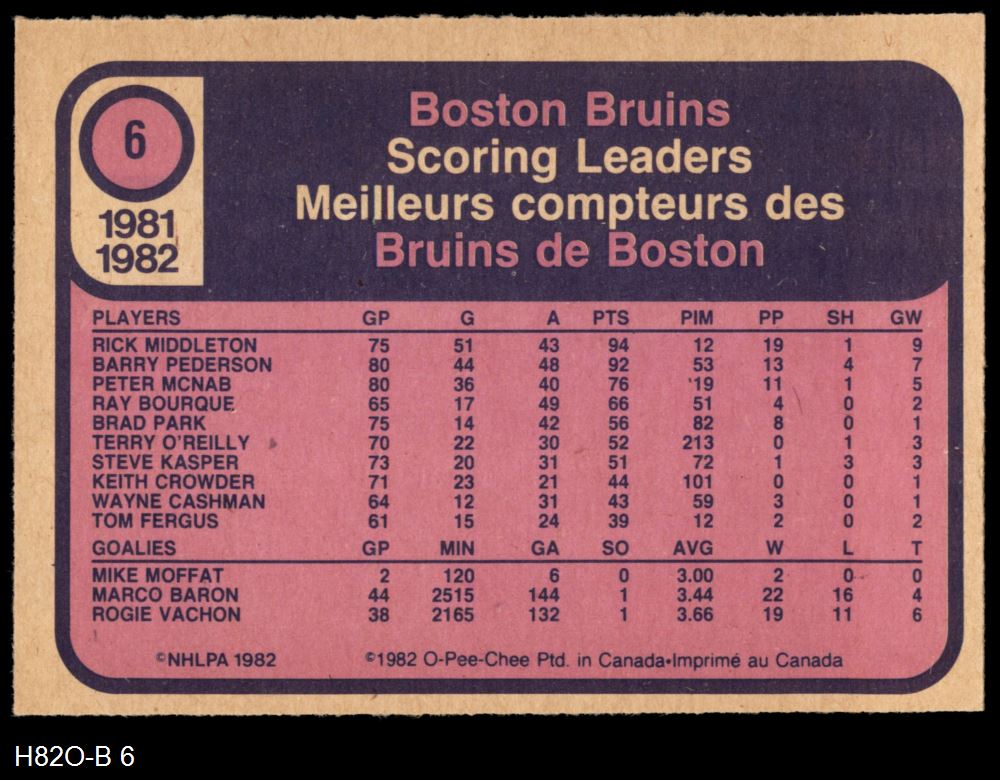 6
1981
1982
Boston Bruins
Scoring Leaders
Meilleurs compteurs des
Bruins de Boston
PLAYERS GP G A PTS PIM PP SH GW
RICK MIDDLETON 75 51 43 94 12 19 1 9
BARRY PEDERSON 80 44 48 92 53 13 4 7
PETER MCNAB 80 36 40 76 19 11 1 5
RAY BOURQUE 65 17 49 66 51 4 0 2
BRAD PARK 75 14 42 56 82 8 0 1
TERRY O'REILLY 70 22 30 52 213 0 1 3
STEVE KASPER 73 20 31 51 72 1 3 3
KEITH CROWDER 71 23 21 44 101 0 0 1
WAYNE CASHMAN 64 12 31 43 59 3 0 1
TOM FERGUS 61 15 24 39 12 2 0 2
GOALIES GP MIN GA SO AVG W L T
MIKE MOFFAT 2 120 6 0 3.00 2 0 0
MARCO BARON 44 2515 144 1 3.44 22 16 4
ROGIE VACHON 38 2165 132 1 3.66 19 11 6
©NHLPA 1982 ©1982 O-Pee-Chee Ptd. in Canada•Imprimé au Canada
H82O-B 6